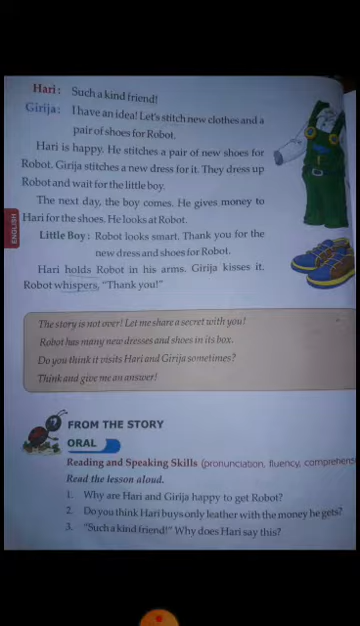 Hari: Such a kind friend!
Girija: I have an idea! Let's stitch new clothes and a
pair of shoes for Robot.
Hari is happy. He stitches a pair of new shoes for
Robot. Girija stitches a new dress for it. They dress up
Robot and wait for the little boy.
The next day, the boy comes. He gives money to
Hari for the shoes. He looks at Robot.
Little Boy: Robot looks smart. Thank you for the
new dress and shoes for Robot.
Hari holds Robot in his arms. Girija kisses it.
Robot whispers, "Thank you!"
ENGLISH
The story is not over! Let me share a secret with you!
Robot has many new dresses and shoes in its box.
Do you think it visits Hari and Girija sometimes?
Think and give me an answer!
FROM THE STORY
ORAL
Reading and Speaking Skills (pronunciation, fluency,
Read the lesson aloud.
1. Why are Hari and Girija happy to get Robot?
2. Do you think Hari buys only leather with the money he gets?
3. "Such a kind friend!" Why does Hari say this?